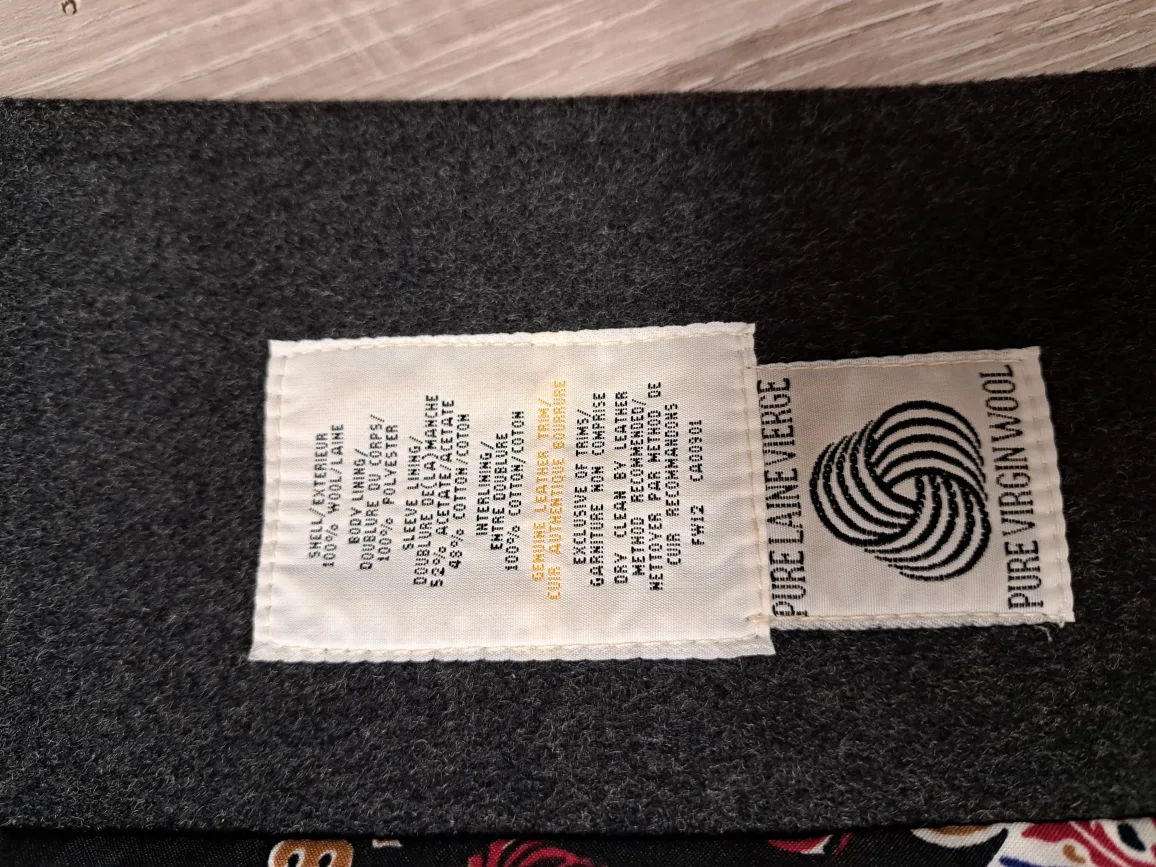 SHELL/EXTERIEUR
100% WOOL/LAINE
BODY LINING/
DOUBLURE DU CORPS/
100% POLYESTER
SLEEVE LINING/
DOUBLURE DE(LA)MANCHE
52% ACETATE/ACETATE
48% COTTON/COTON
INTERLINING/
ENTRE DOUBLURE
100% COTTON/COTON
GENUINE LEATHER TRIM/
CUIR AUTHENTIQUE BOURRURE
EXCLUSIVE OF TRIMS/
GARNITURE NON COMPRISE
DRY CLEAN BY LEATHER
METHOD RECOMMENDED/
NETTOYER PAR METHOD DE
CUIR RECOMMANDONS
FW12 CA00901
PURE LAINE VIERGE
PURE VIRGIN WOOL